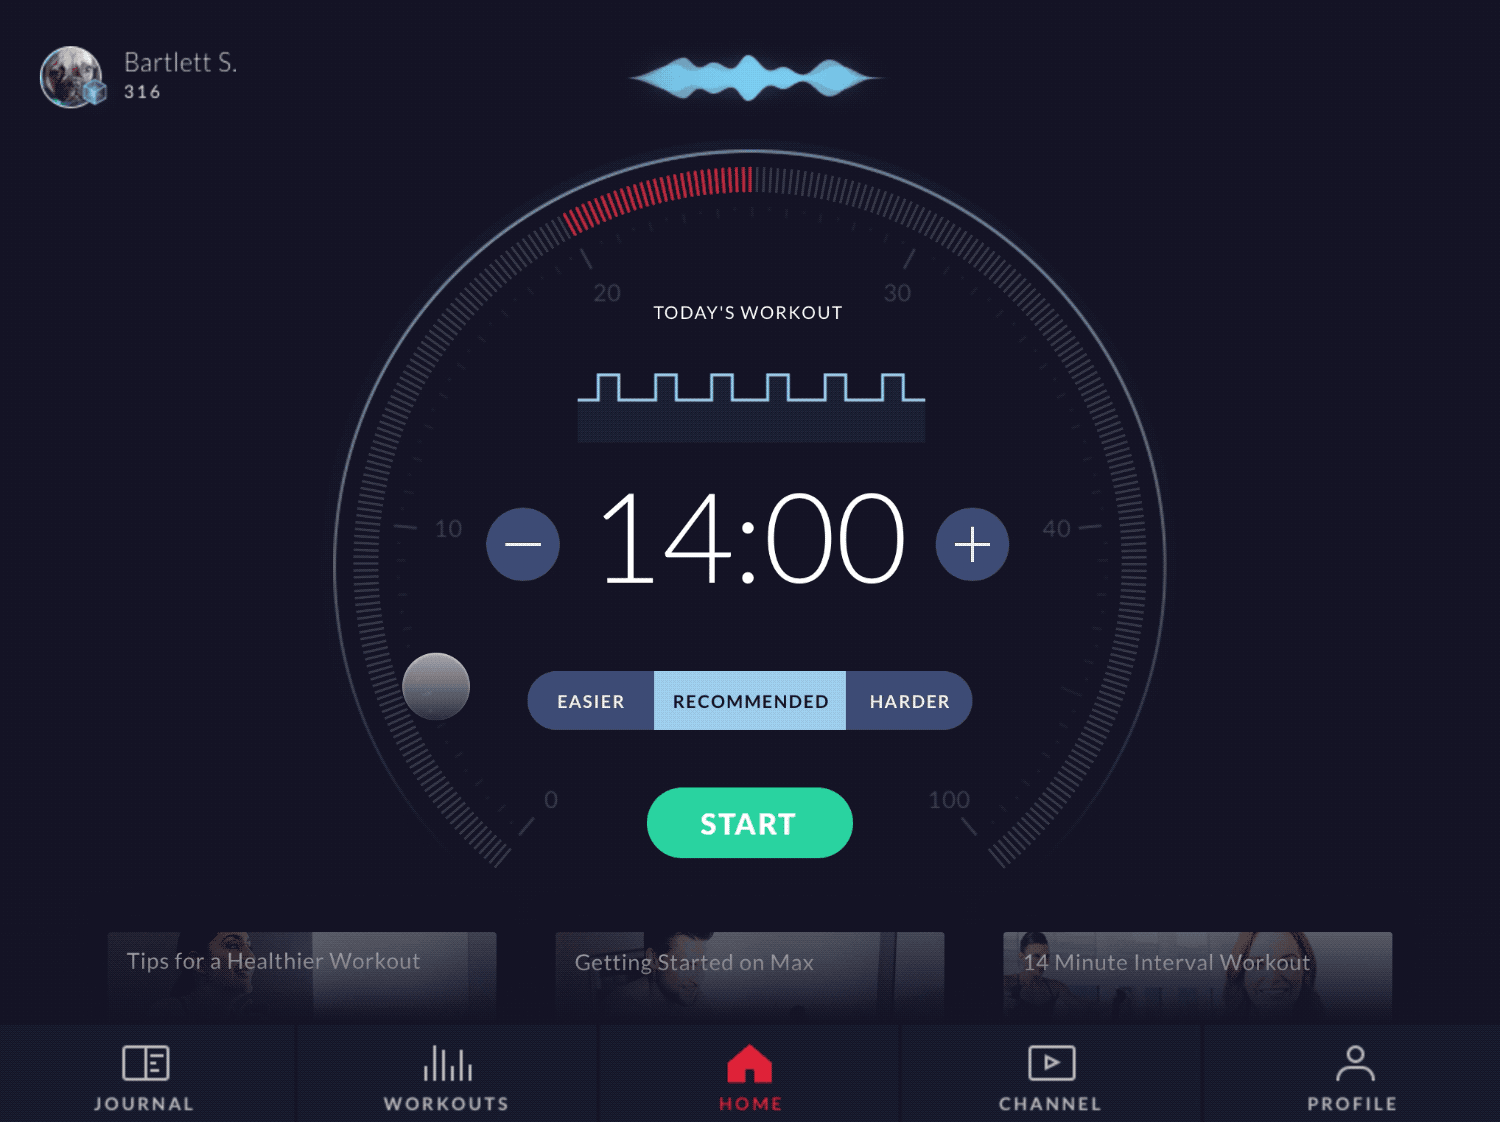 Bartlett S.
316
20
30
TODAY'S WORKOUT
10
14:00
40
EASIER
RECOMMENDED
HARDER
0
100
START
Tips for a Healthier Workout
Getting Started on Max
14 Minute Interval Workout
JOURNAL
WORKOUTS
HOME
CHANNEL
PROFILE